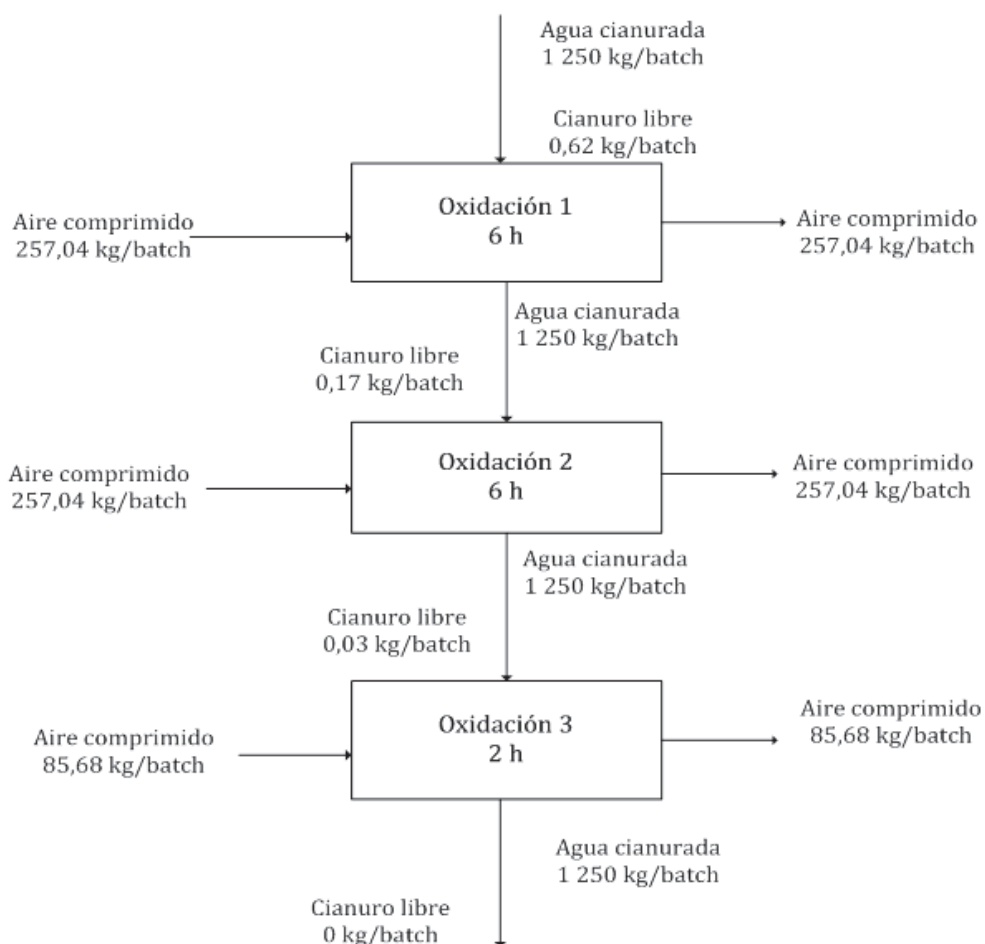 Agua cianurada
1 250 kg/batch
Cianuro libre
0,62 kg/batch
Aire comprimido
257,04 kg/batch
Oxidación 1
6 h
Aire comprimido
257,04 kg/batch
Agua cianurada
1 250 kg/batch
Cianuro libre
0,17 kg/batch
Aire comprimido
257,04 kg/batch
Oxidación 2
6 h
Aire comprimido
257,04 kg/batch
Agua cianurada
1 250 kg/batch
Cianuro libre
0,03 kg/batch
Aire comprimido
85,68 kg/batch
Oxidación 3
2 h
Aire comprimido
85,68 kg/batch
Agua cianurada
1 250 kg/batch
Cianuro libre
0 kg/batch